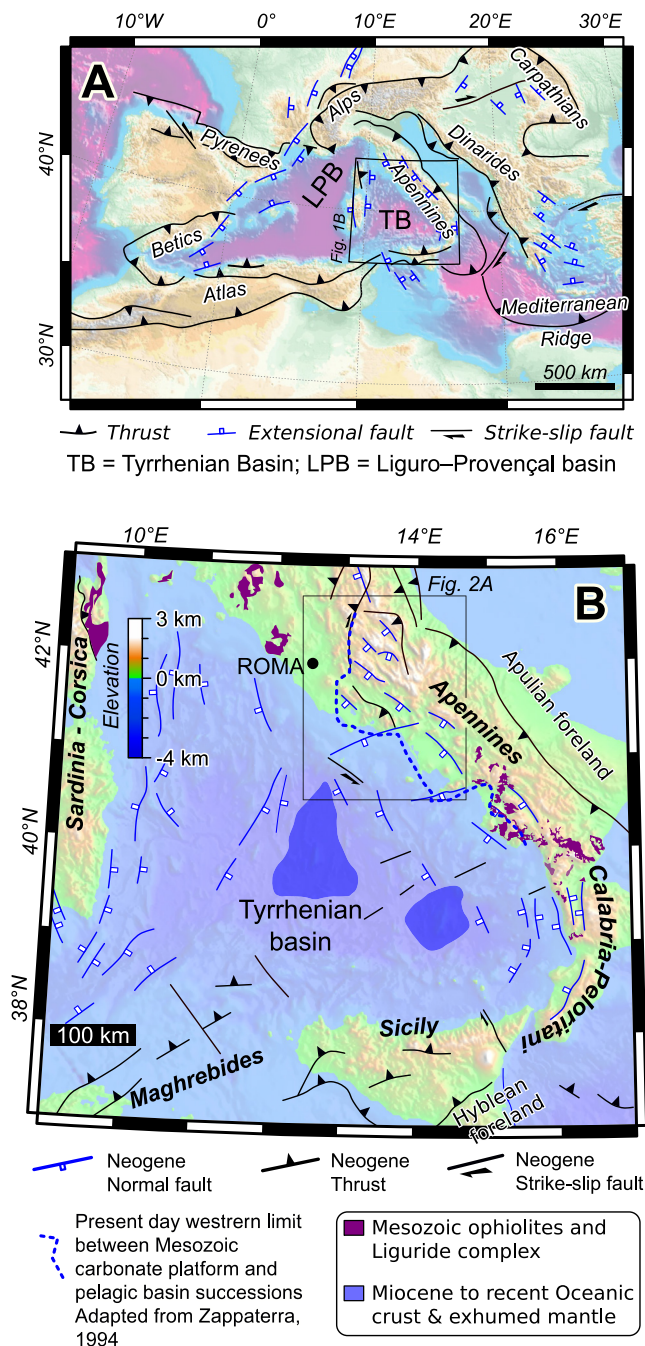 10°W 0° 10°E 20°E 30°E
A
Carpathians
Alps
40°N
Pyrenees
Dinarides
LPB
Apennines
TB
Betics
Fig. 1B
Atlas
Mediterranean
Ridge
30°N
500 km
Thrust Extensional fault Strike-slip fault
TB = Tyrrhenian Basin; LPB = Liguro–Provençal basin
10°E 14°E 16°E
Fig. 2A
B
3 km
42°N
ROMA
0 km
Elevation
Apulian foreland
Apennines
-4 km
Sardinia - Corsica
40°N
Tyrrhenian
basin
Calabria-Peloritani
38°N
100 km
Sicily
Maghrebides
Hyblean
foreland
Neogene
Normal fault
Neogene
Thrust
Neogene
Strike-slip fault
Present day westrern limit
between Mesozoic
carbonate platform and
pelagic basin successions
Adapted from Zappaterra,
1994
Mesozoic ophiolites and
Liguride complex
Miocene to recent Oceanic
crust & exhumed mantle